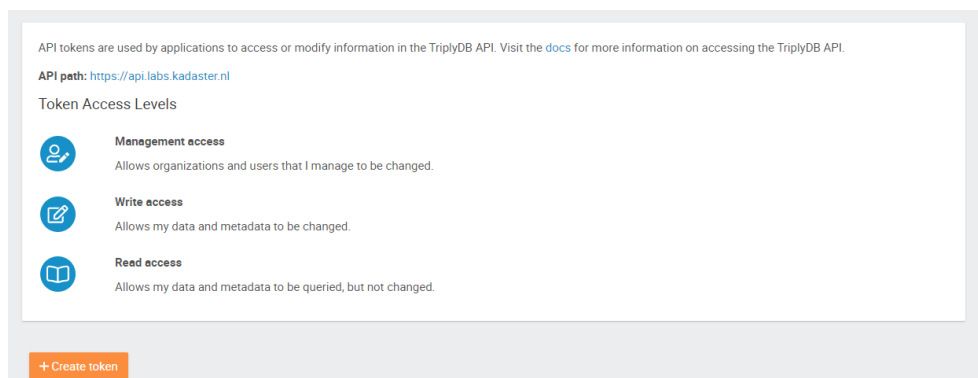 API tokens are used by applications to access or modify information in the TriplyDB API. Visit the docs for more information on accessing the TriplyDB API.
API path: https://api.labs.kadaster.nl
Token Access Levels
Management access
Allows organizations and users that I manage to be changed.
Write access
Allows my data and metadata to be changed.
Read access
Allows my data and metadata to be queried, but not changed.
+ Create token